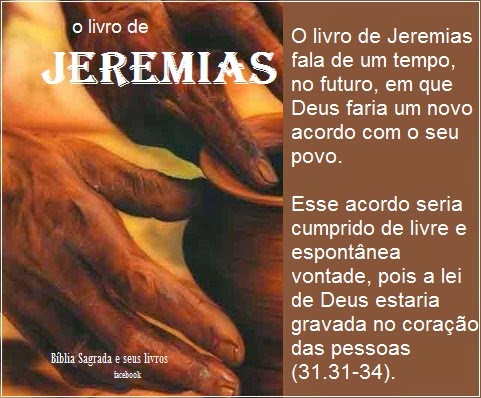 o livro de
JEREMIAS
Bíblia Sagrada e seus livros
facebook
O livro de Jeremias
fala de um tempo,
no futuro, em que
Deus faria um novo
acordo com o seu
povo.
Esse acordo seria
cumprido de livre e
espontânea
vontade, pois a lei
de Deus estaria
gravada no coração
das pessoas
(31.31-34).